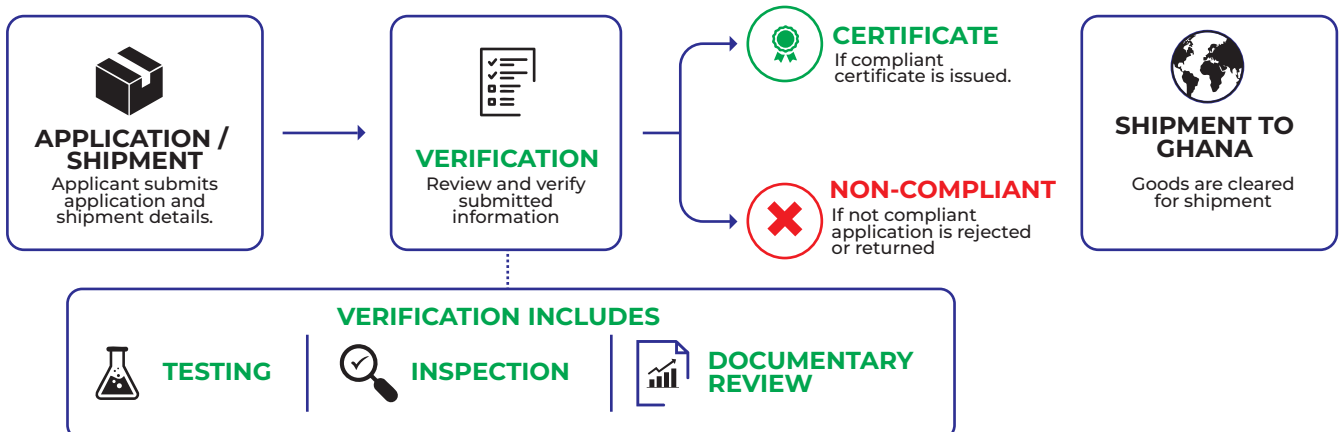 APPLICATION /
SHIPMENT
Applicant submits
application and
shipment details.
VERIFICATION
Review and verify
submitted
information
CERTIFICATE
If compliant
certificate is issued.
NON-COMPLIANT
If not compliant
application is rejected
or returned
SHIPMENT TO
GHANA
Goods are cleared
for shipment
VERIFICATION INCLUDES
TESTING
INSPECTION
DOCUMENTARY
REVIEW